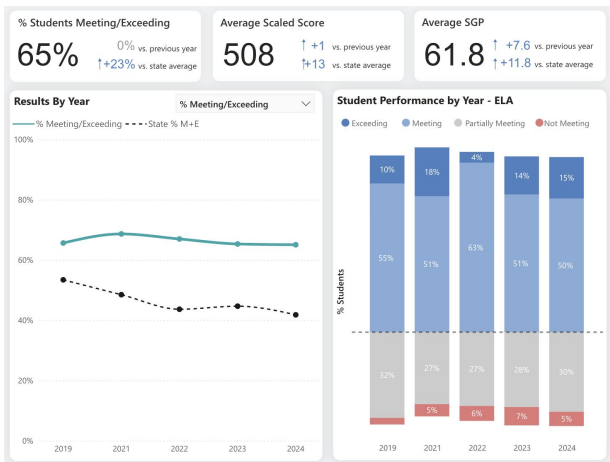 % Students Meeting/Exceeding
65%
0% vs. previous year
↑+23% vs. state average
Average Scaled Score
508
↑ +1 vs. previous year
↑+13 vs. state average
Average SGP
61.8
↑ +7.6 vs. previous year
↑ +11.8 vs. state average
Results By Year
% Meeting/Exceeding
% Meeting/Exceeding
State % M+E
100%
80%
60%
40%
20%
0%
2019 2021 2022 2023 2024
Student Performance by Year - ELA
Exceeding Meeting Partially Meeting Not Meeting
% Students
10% 18% 4% 14% 15%
55% 51% 63% 51% 50%
32% 27% 27% 28% 30%
5% 6% 7% 5%
2019 2021 2022 2023 2024